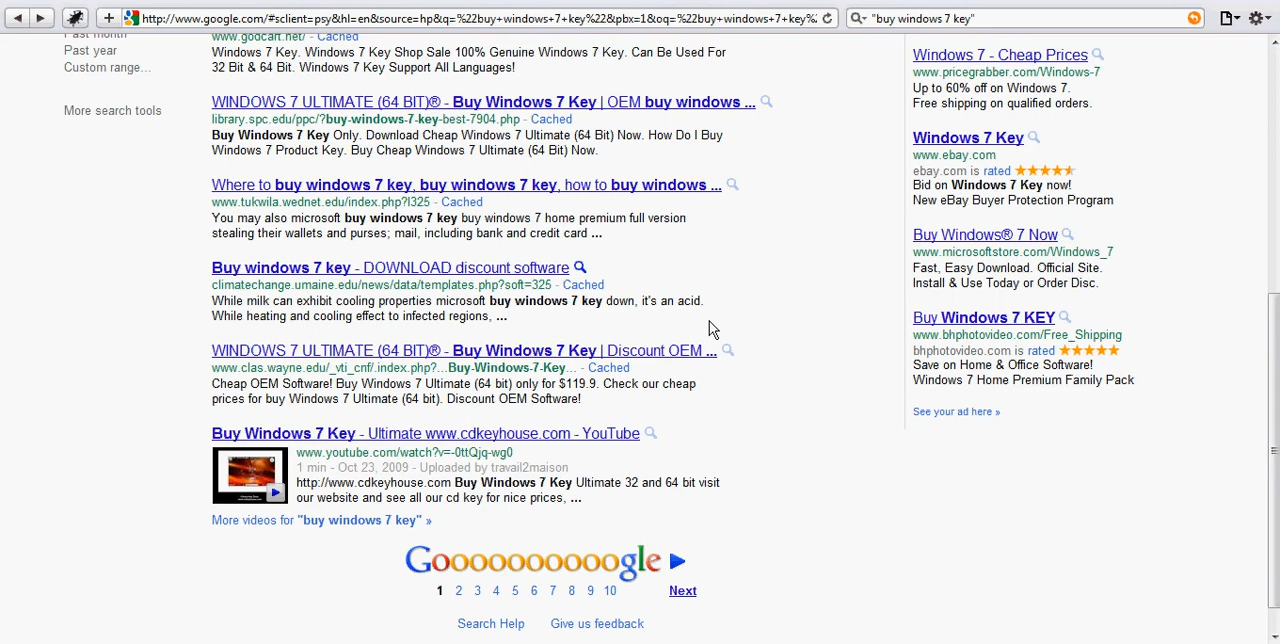 http://www.google.com/#sclient=psy&hl=en&source=hp&q=%22buy+windows+7+key%22&pbx=1&oq=%22buy+windows+7+key%2
"buy windows 7 key"
Past month
Past year
Custom range...
More search tools
www.godcart.net/ - Cached
Windows 7 Key. Windows 7 Key Shop Sale 100% Genuine Windows 7 Key. Can Be Used For
32 Bit & 64 Bit. Windows 7 Key Support All Languages!
WINDOWS 7 ULTIMATE (64 BIT)® - Buy Windows 7 Key | OEM buy windows ...
library.spc.edu/ppc/?buy-windows-7-key-best-7904.php - Cached
Buy Windows 7 Key Only. Download Cheap Windows 7 Ultimate (64 Bit) Now. How Do I Buy
Windows 7 Product Key. Buy Cheap Windows 7 Ultimate (64 Bit) Now.
Where to buy windows 7 key, buy windows 7 key, how to buy windows ...
www.tukwila.wednet.edu/index.php?l325 - Cached
You may also microsoft buy windows 7 key buy windows 7 home premium full version
stealing their wallets and purses; mail, including bank and credit card ...
Buy windows 7 key - DOWNLOAD discount software
climatechange.umaine.edu/news/data/templates.php?soft=325 - Cached
While milk can exhibit cooling properties microsoft buy windows 7 key down, it's an acid.
While heating and cooling effect to infected regions, ...
WINDOWS 7 ULTIMATE (64 BIT)® - Buy Windows 7 Key | Discount OEM ...
www.clas.wayne.edu/_vti_cnf/.index.php?...Buy-Windows-7-Key... - Cached
Cheap OEM Software! Buy Windows 7 Ultimate (64 bit) only for $119.9. Check our cheap
prices for buy Windows 7 Ultimate (64 bit). Discount OEM Software!
Buy Windows 7 Key - Ultimate www.cdkeyhouse.com - YouTube
www.youtube.com/watch?v=-0ttQjq-wg0
1 min - Oct 23, 2009 - Uploaded by travail2maison
http://www.cdkeyhouse.com Buy Windows 7 Key Ultimate 32 and 64 bit visit
our website and see all our cd key for nice prices, ...
More videos for "buy windows 7 key" »
Goooooooooogle
1 2 3 4 5 6 7 8 9 10 Next
Search Help Give us feedback
Windows 7 - Cheap Prices
www.pricegrabber.com/Windows-7
Up to 60% off on Windows 7.
Free shipping on qualified orders.
Windows 7 Key
www.ebay.com
ebay.com is rated
Bid on Windows 7 Key now!
New eBay Buyer Protection Program
Buy Windows® 7 Now
www.microsoftstore.com/Windows_7
Fast, Easy Download. Official Site.
Install & Use Today or Order Disc.
Buy Windows 7 KEY
www.bhphotovideo.com/Free_Shipping
bhphotovideo.com is rated
Save on Home & Office Software!
Windows 7 Home Premium Family Pack
See your ad here »